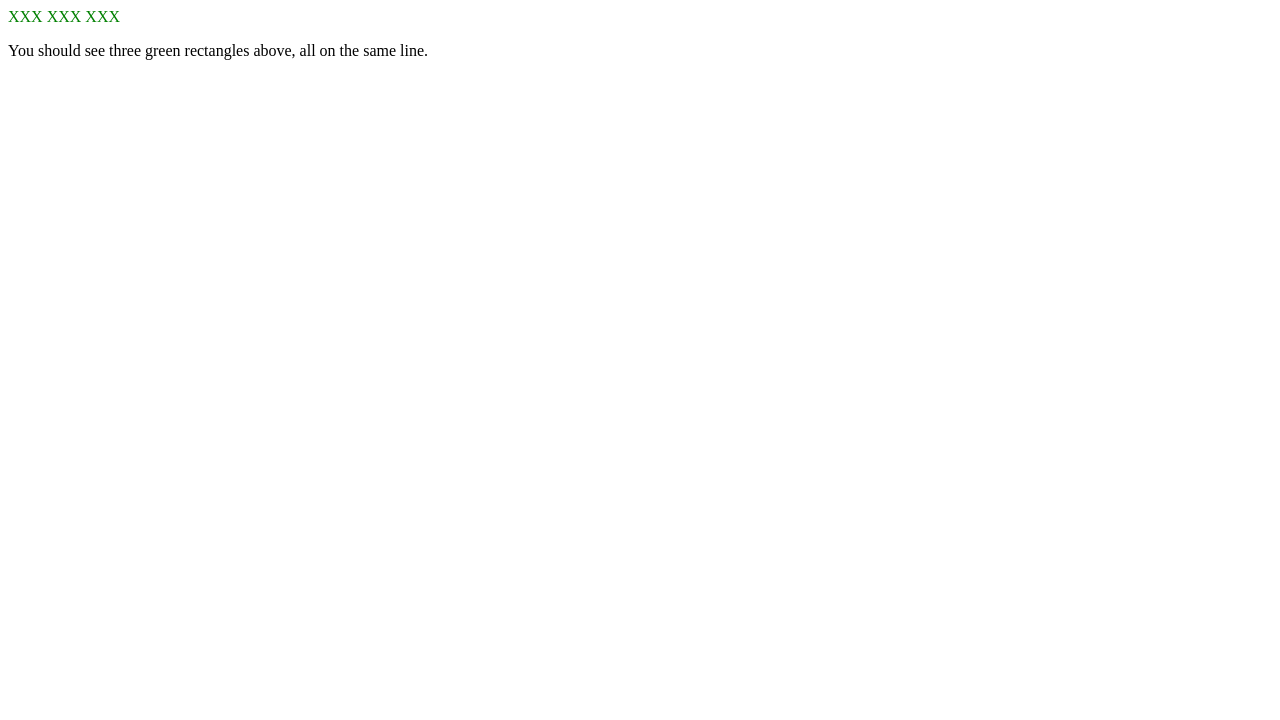 XXX XXX XXX
You should see three green rectangles above, all on the same line.